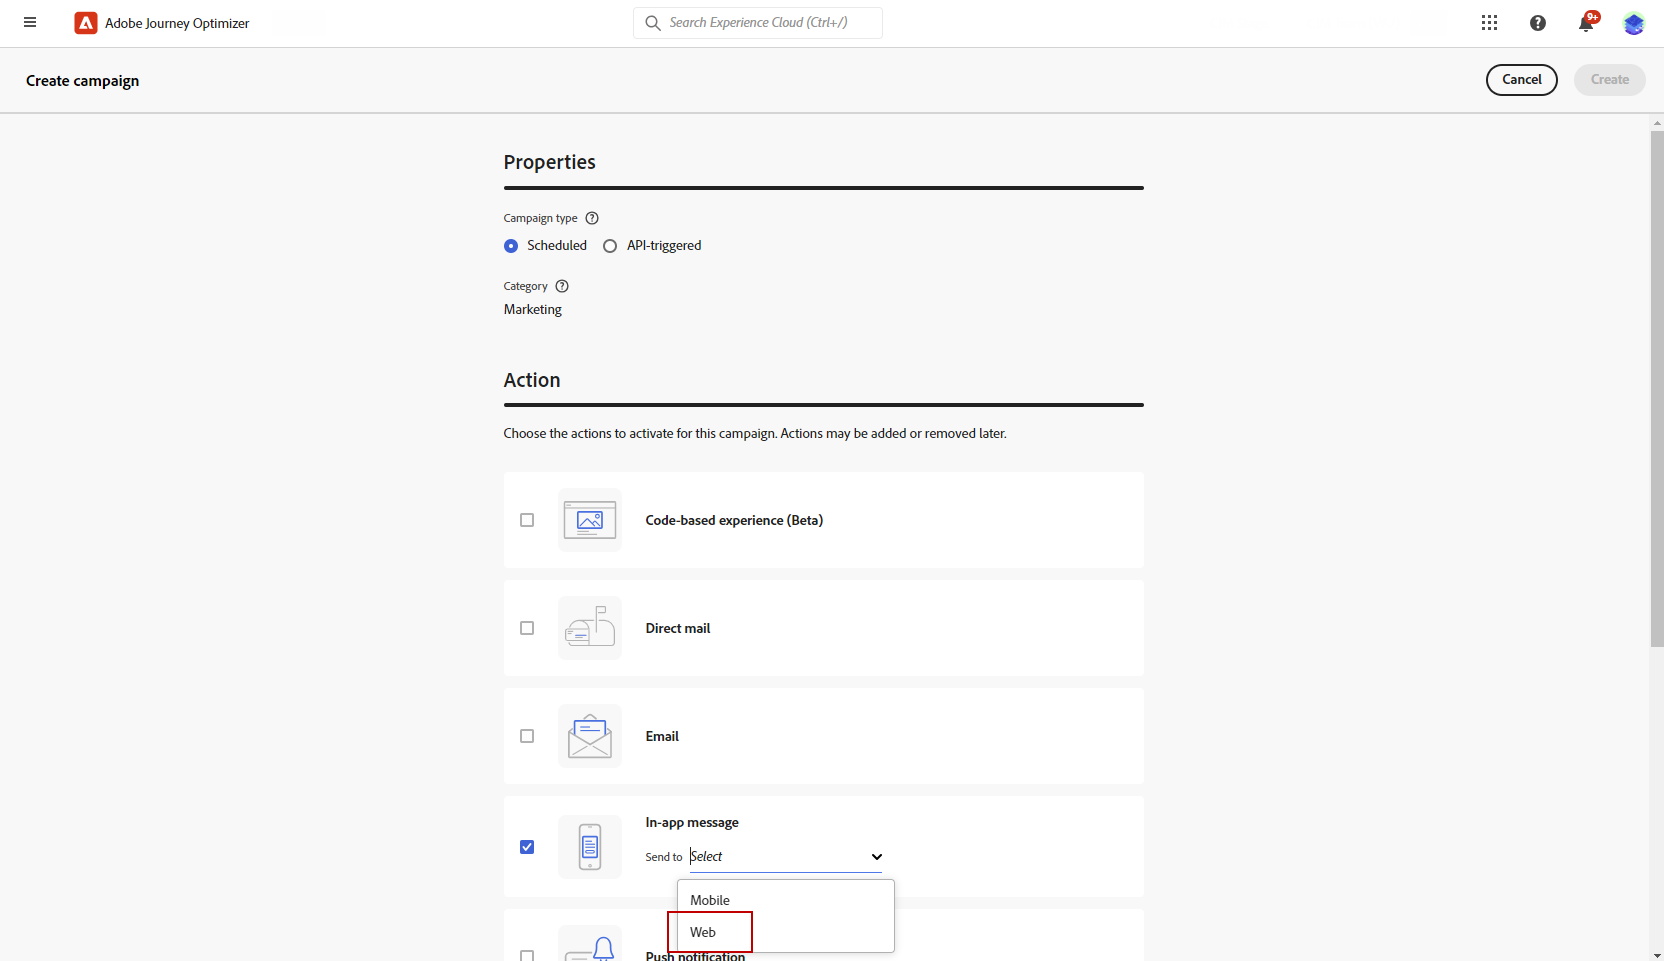 Adobe Journey Optimizer
Search Experience Cloud (Ctrl+/)
9+
Create campaign
Cancel
Create
Properties
Campaign type
Scheduled
API-triggered
Category
Marketing
Action
Choose the actions to activate for this campaign. Actions may be added or removed later.
Code-based experience (Beta)
Direct mail
Email
In-app message
Send to Select
Mobile
Web
Push notification